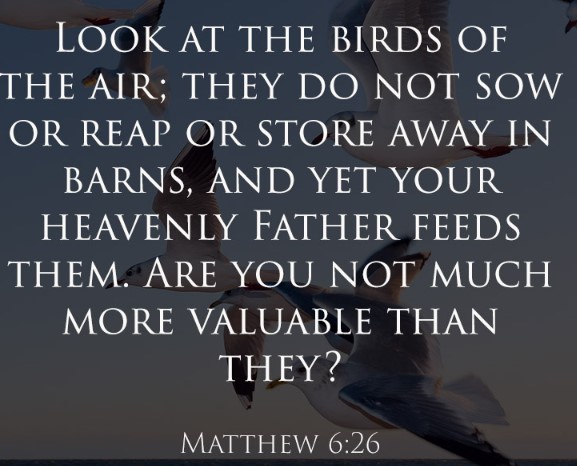 Look at the birds of
the air; they do not sow
or reap or store away in
barns, and yet your
heavenly Father feeds
them. Are you not much
more valuable than
they?
Matthew 6:26